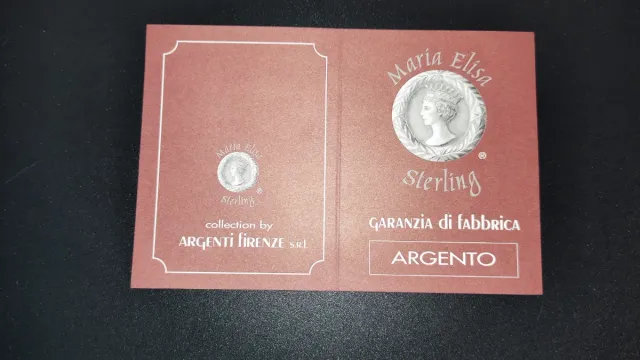 Maria Elisa
Sterling
collection by
ARGENTI FIRENZE s.r.l.
Maria Elisa
®
Sterling
GARANZIA di FABBRICA
ARGENTO